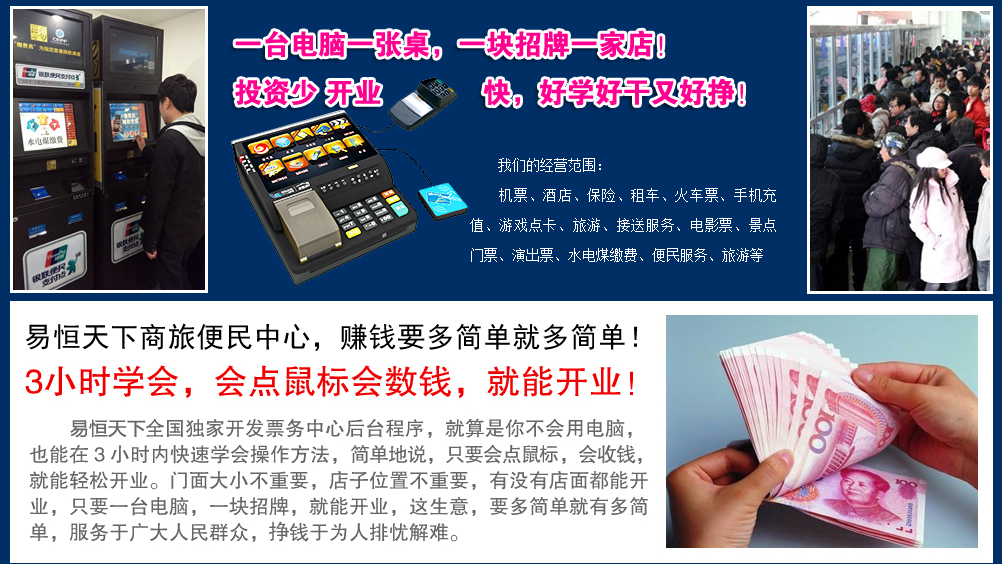 一台电脑一张桌，一块招牌一家店！
投资少 开业 快，好学好干又好挣！
银联便民支付点
水电煤缴费
银联便民
支付点
我们的经营范围：
机票、酒店、保险、租车、火车票、手机充
值、游戏点卡、旅游、接送服务、电影票、景点
门票、演出票、水电煤缴费、便民服务、旅游等
易恒天下商旅便民中心，赚钱要多简单就多简单！
3小时学会，会点鼠标会数钱，就能开业！
易恒天下全国独家开发票务中心后台程序，就算是你不会用电脑，
也能在 3 小时内快速学会操作方法，简单地说，只要会点鼠标，会收钱，
就能轻松开业。门面大小不重要，店子位置不重要，有没有店面都能开
业，只要一台电脑，一块招牌，就能开业，这生意，要多简单就有多简
单，服务于广大人民群众，挣钱于为人排忧解难。
100
100